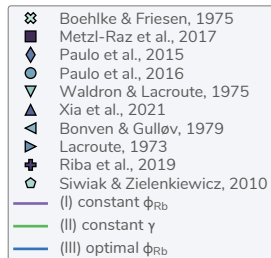 Boehlke & Friesen, 1975
Metzl-Raz et al., 2017
Paulo et al., 2015
Paulo et al., 2016
Waldron & Lacroute, 1975
Xia et al., 2021
Bonven & Gulløv, 1979
Lacroute, 1973
Riba et al., 2019
Siwiak & Zielenkiewicz, 2010
(I) constant ϕRb
(II) constant γ
(III) optimal ϕRb